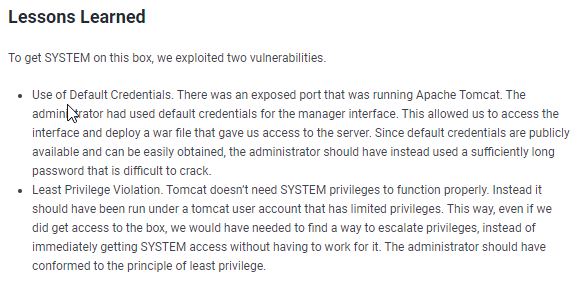 Lessons Learned
To get SYSTEM on this box, we exploited two vulnerabilities.
• Use of Default Credentials. There was an exposed port that was running Apache Tomcat. The
administrator had used default credentials for the manager interface. This allowed us to access the
interface and deploy a war file that gave us access to the server. Since default credentials are publicly
available and can be easily obtained, the administrator should have instead used a sufficiently long
password that is difficult to crack.
• Least Privilege Violation. Tomcat doesn't need SYSTEM privileges to function properly. Instead it
should have been run under a tomcat user account that has limited privileges. This way, even if we
did get access to the box, we would have needed to find a way to escalate privileges, instead of
immediately getting SYSTEM access without having to work for it. The administrator should have
conformed to the principle of least privilege.